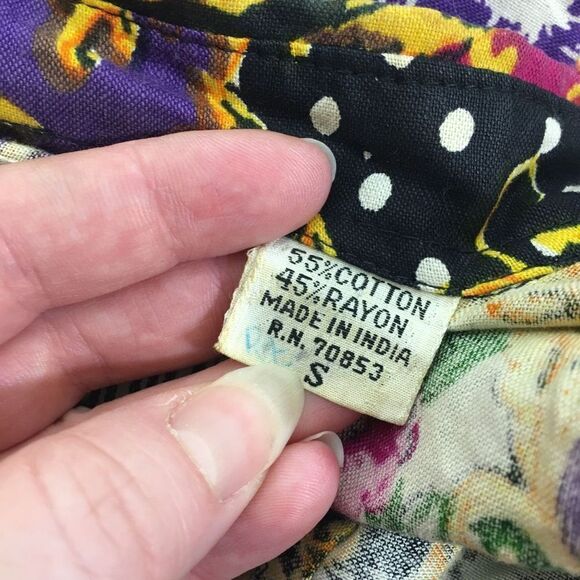 55% COTTON
45% RAYON
MADE IN INDIA
R.N. 70853
S